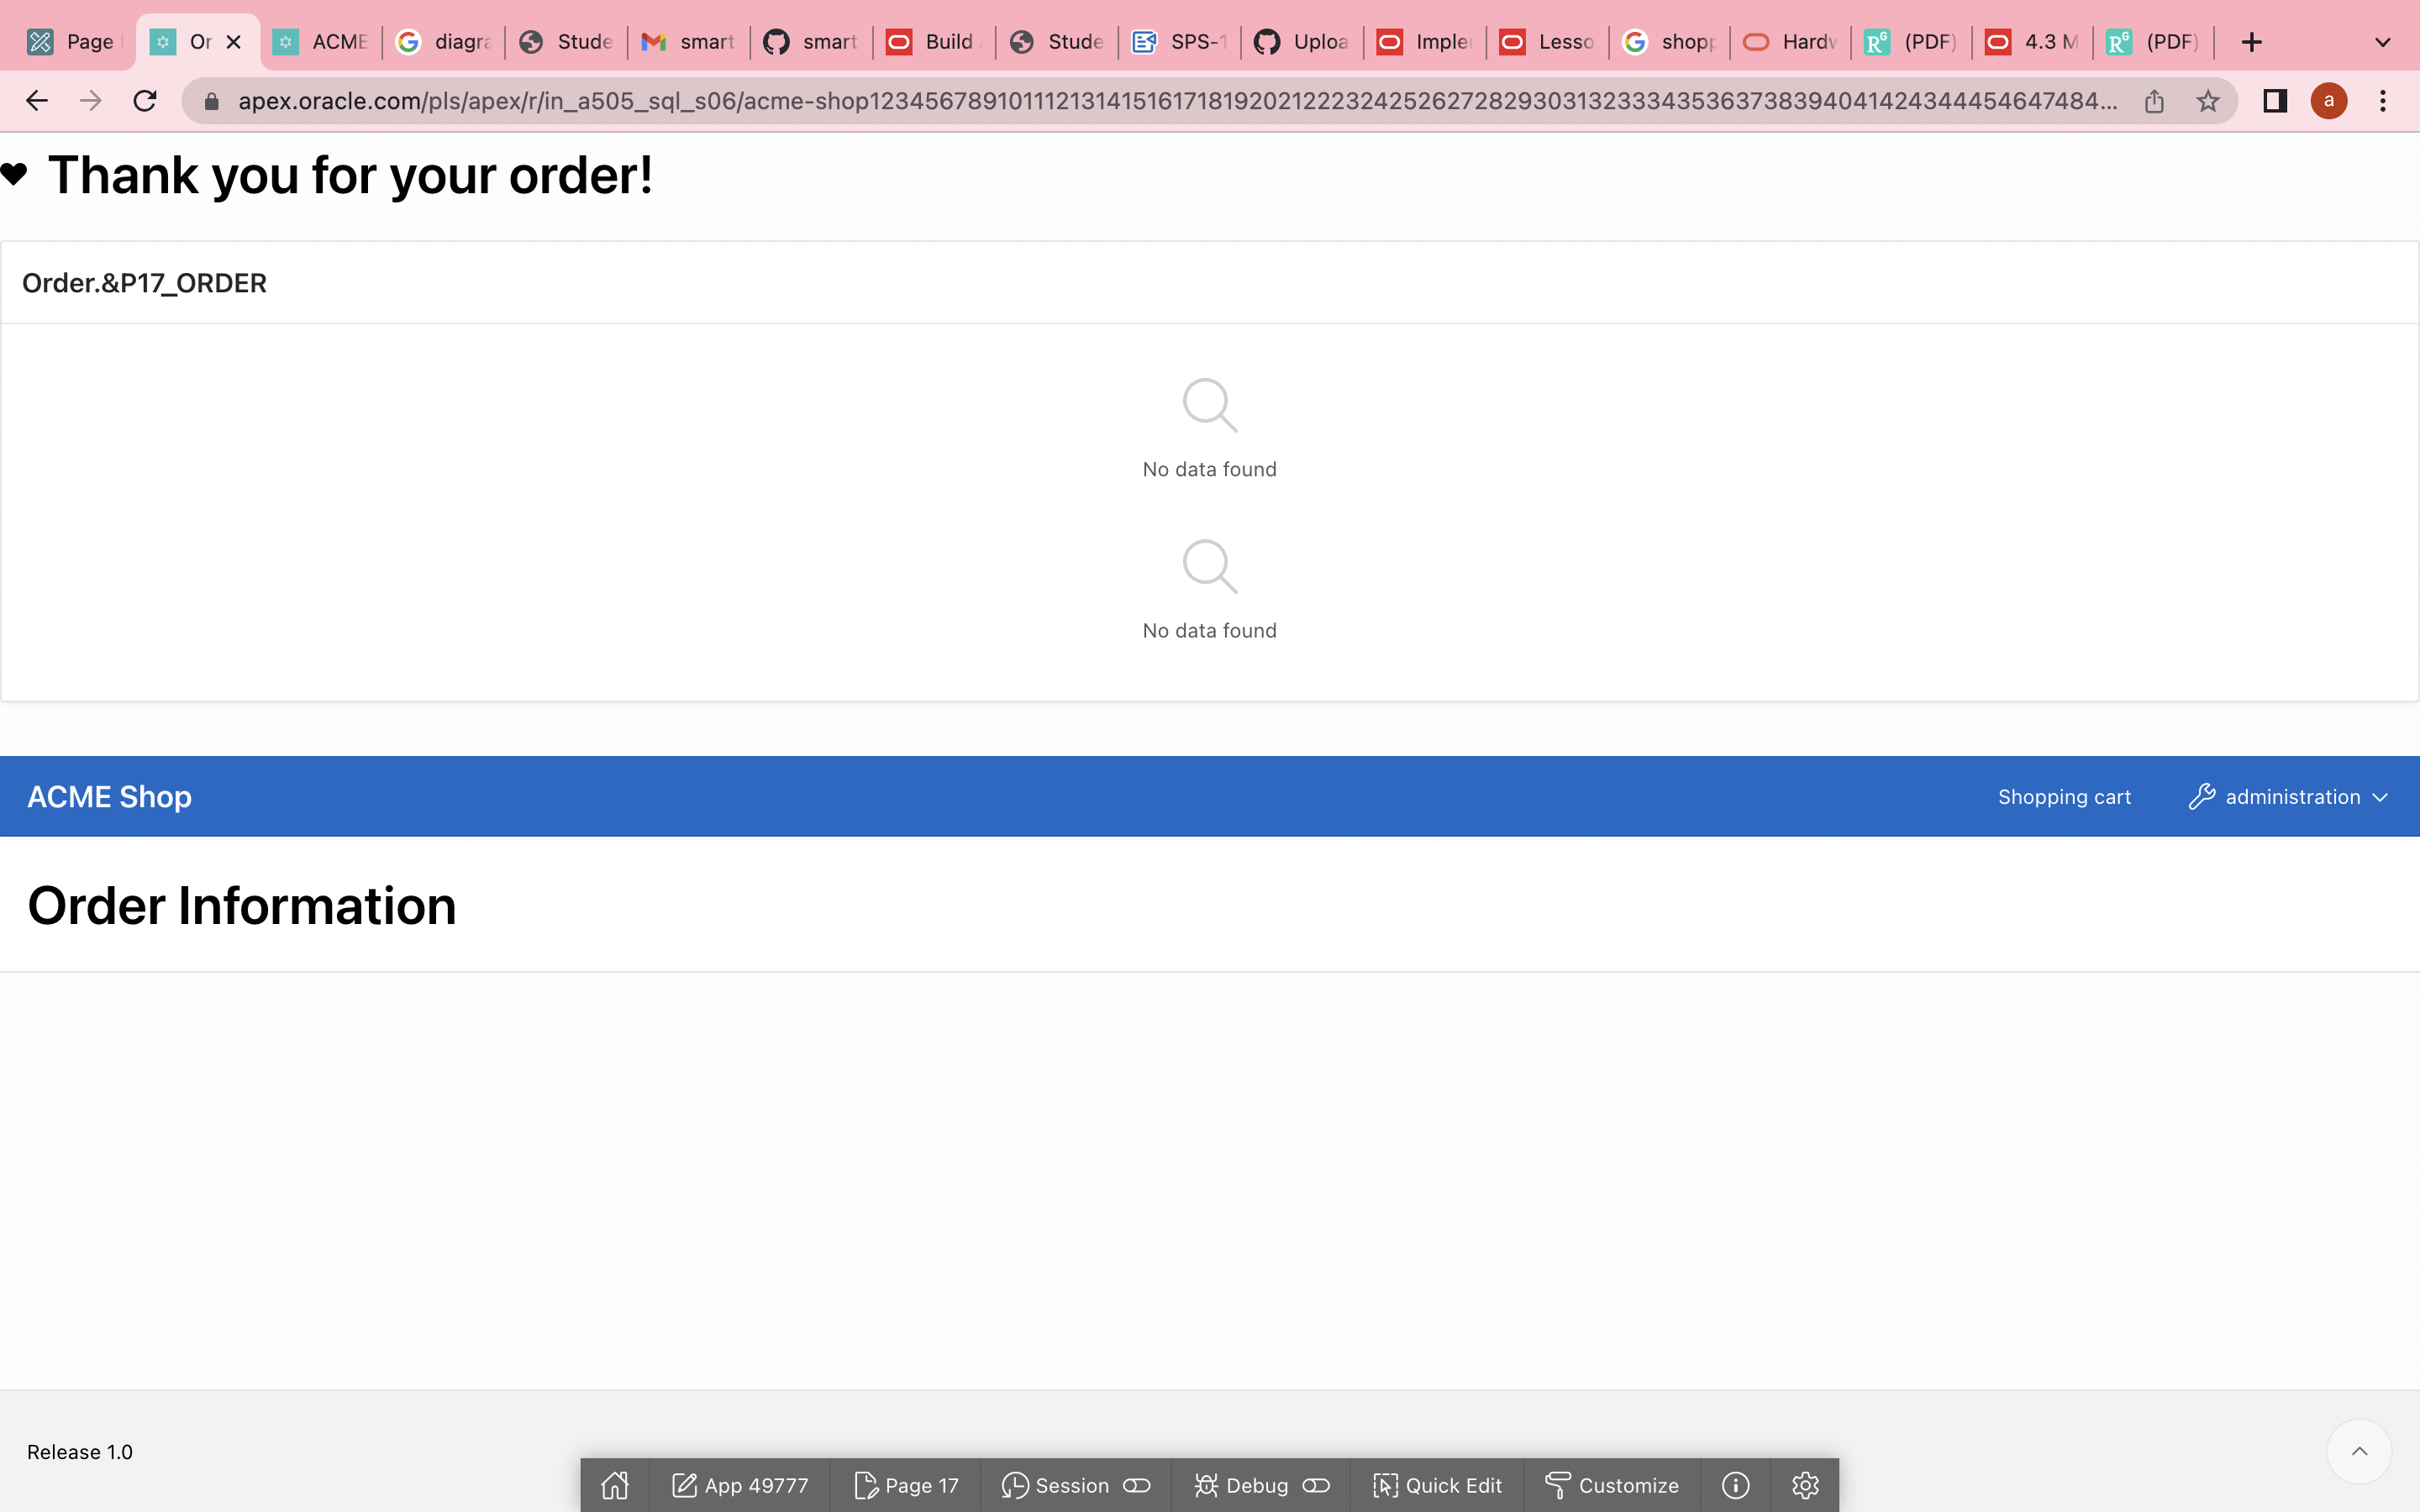 Page
Or
ACME
diagra
Stude
smart
smart
Build
Stude
SPS-1
Uploa
Imple
Lesso
shopp
Hardw
(PDF)
4.3 M
(PDF)
apex.oracle.com/pls/apex/r/in_a505_sql_s06/acme-shop1234567891011121314151617181920212223242526272829303132333435363738394041424344454647484...
a
Thank you for your order!
Order.&P17_ORDER
No data found
No data found
ACME Shop
Shopping cart
administration
Order Information
Release 1.0
App 49777
Page 17
Session
Debug
Quick Edit
Customize